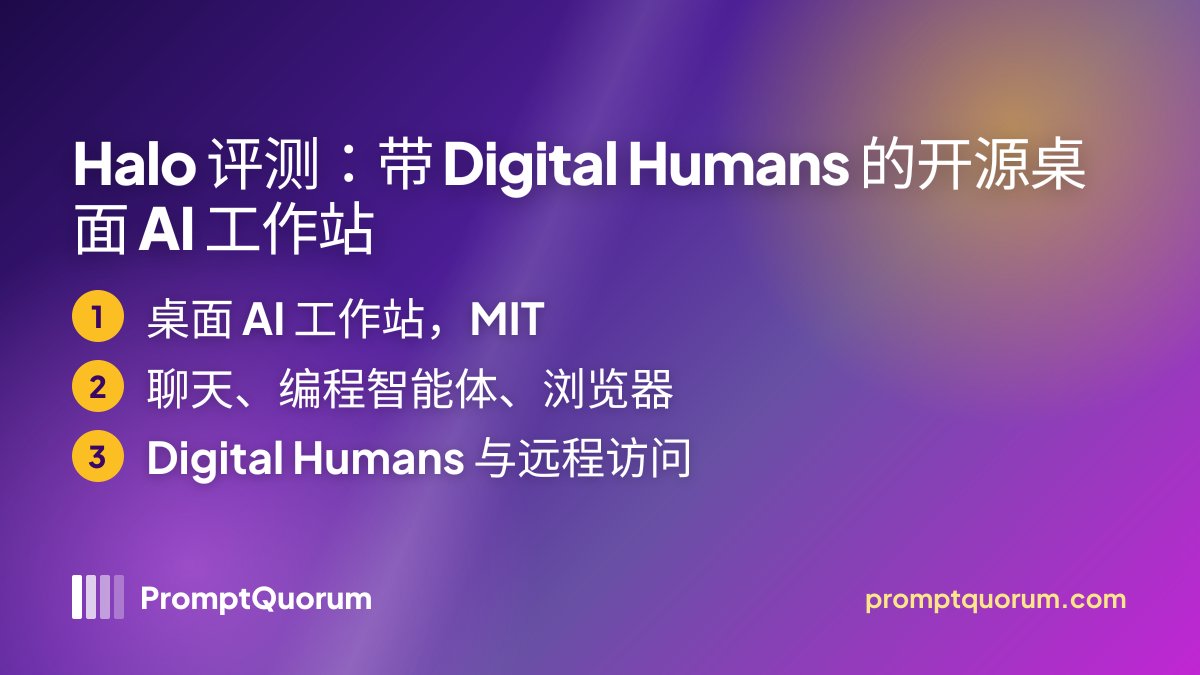 Halo 评测：带 Digital Humans 的开源桌
面 AI 工作站
1 桌面 AI 工作站，MIT
2 聊天、编程智能体、浏览器
3 Digital Humans 与远程访问
PromptQuorum
promptquorum.com